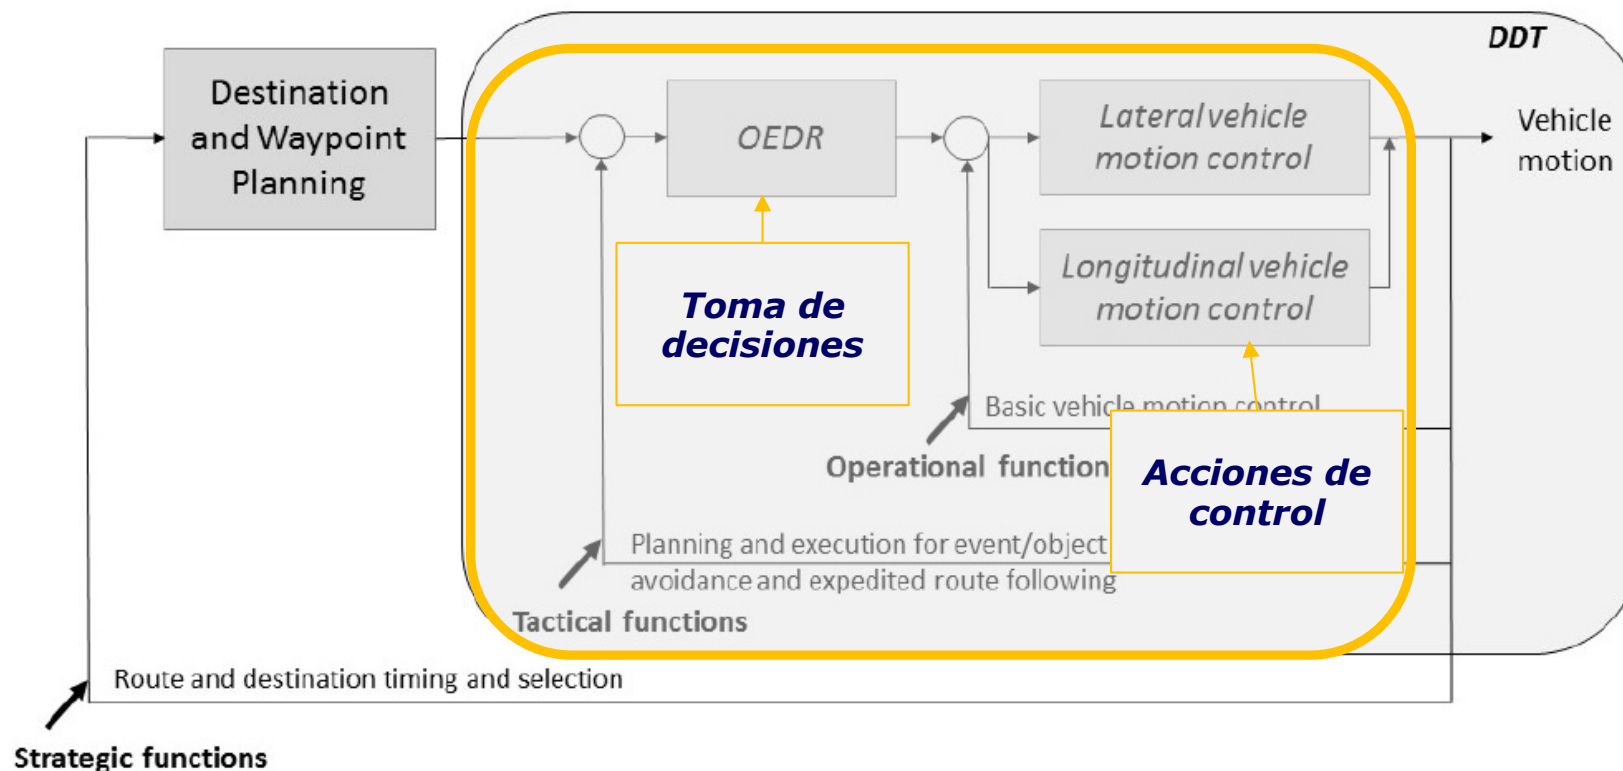 DDT
Destination
and Waypoint
Planning
OEDR
Lateral vehicle
motion control
Vehicle
motion
Longitudinal vehicle
motion control
Toma de
decisiones
Basic vehicle motion control
Operational function
Acciones de
control
Planning and execution for event/object
avoidance and expedited route following
Tactical functions
Route and destination timing and selection
Strategic functions